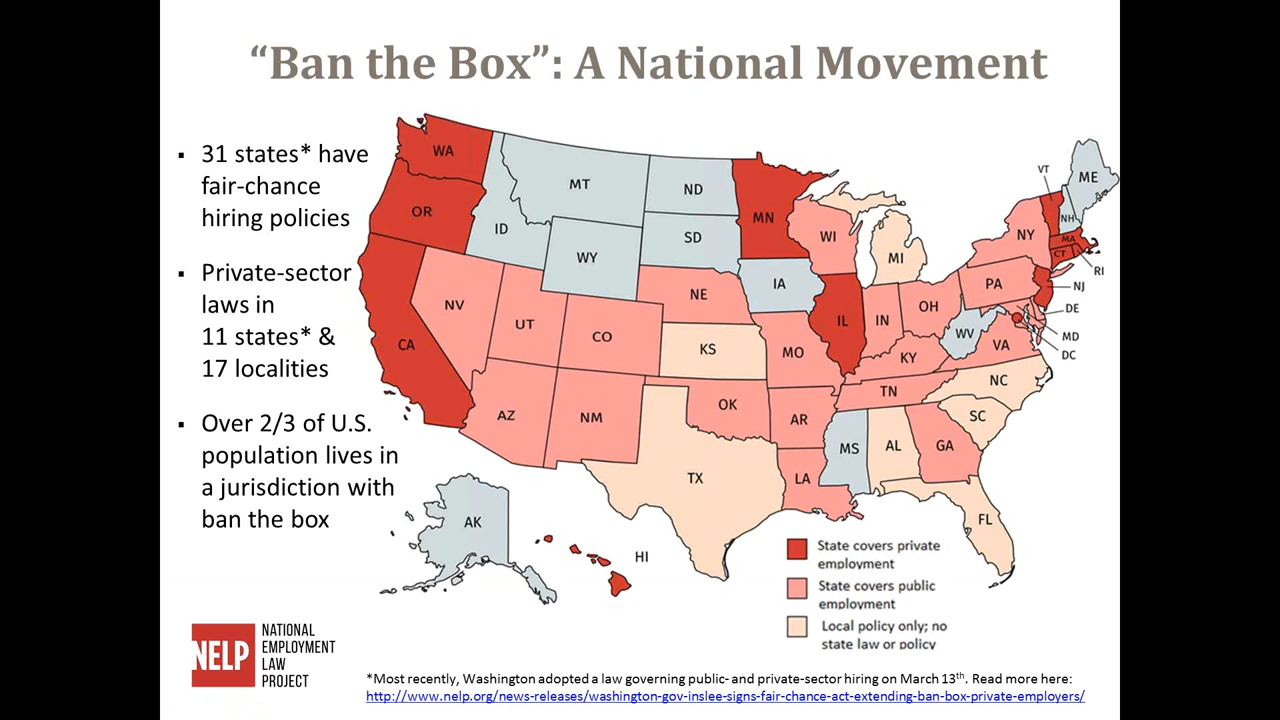 “Ban the Box”: A National Movement
▪ 31 states* have
fair-chance
hiring policies
▪ Private-sector
laws in
11 states* &
17 localities
▪ Over 2/3 of U.S.
population lives in
a jurisdiction with
ban the box
WA
OR
CA
NV
ID
MT
WY
UT
AZ
CO
NM
ND
SD
NE
KS
OK
TX
MN
IA
MO
AR
LA
WI
IL
MI
IN
OH
KY
TN
MS
AL
GA
FL
SC
NC
VA
WV
PA
NY
VT
NH
ME
MA
CT
RI
NJ
DE
MD
DC
AK
HI
State covers private
employment
State covers public
employment
Local policy only; no
state law or policy
NELP
NATIONAL
EMPLOYMENT
LAW
PROJECT
*Most recently, Washington adopted a law governing public- and private-sector hiring on March 13th. Read more here:
http://www.nelp.org/news-releases/washington-gov-inslee-signs-fair-chance-act-extending-ban-box-private-employers/